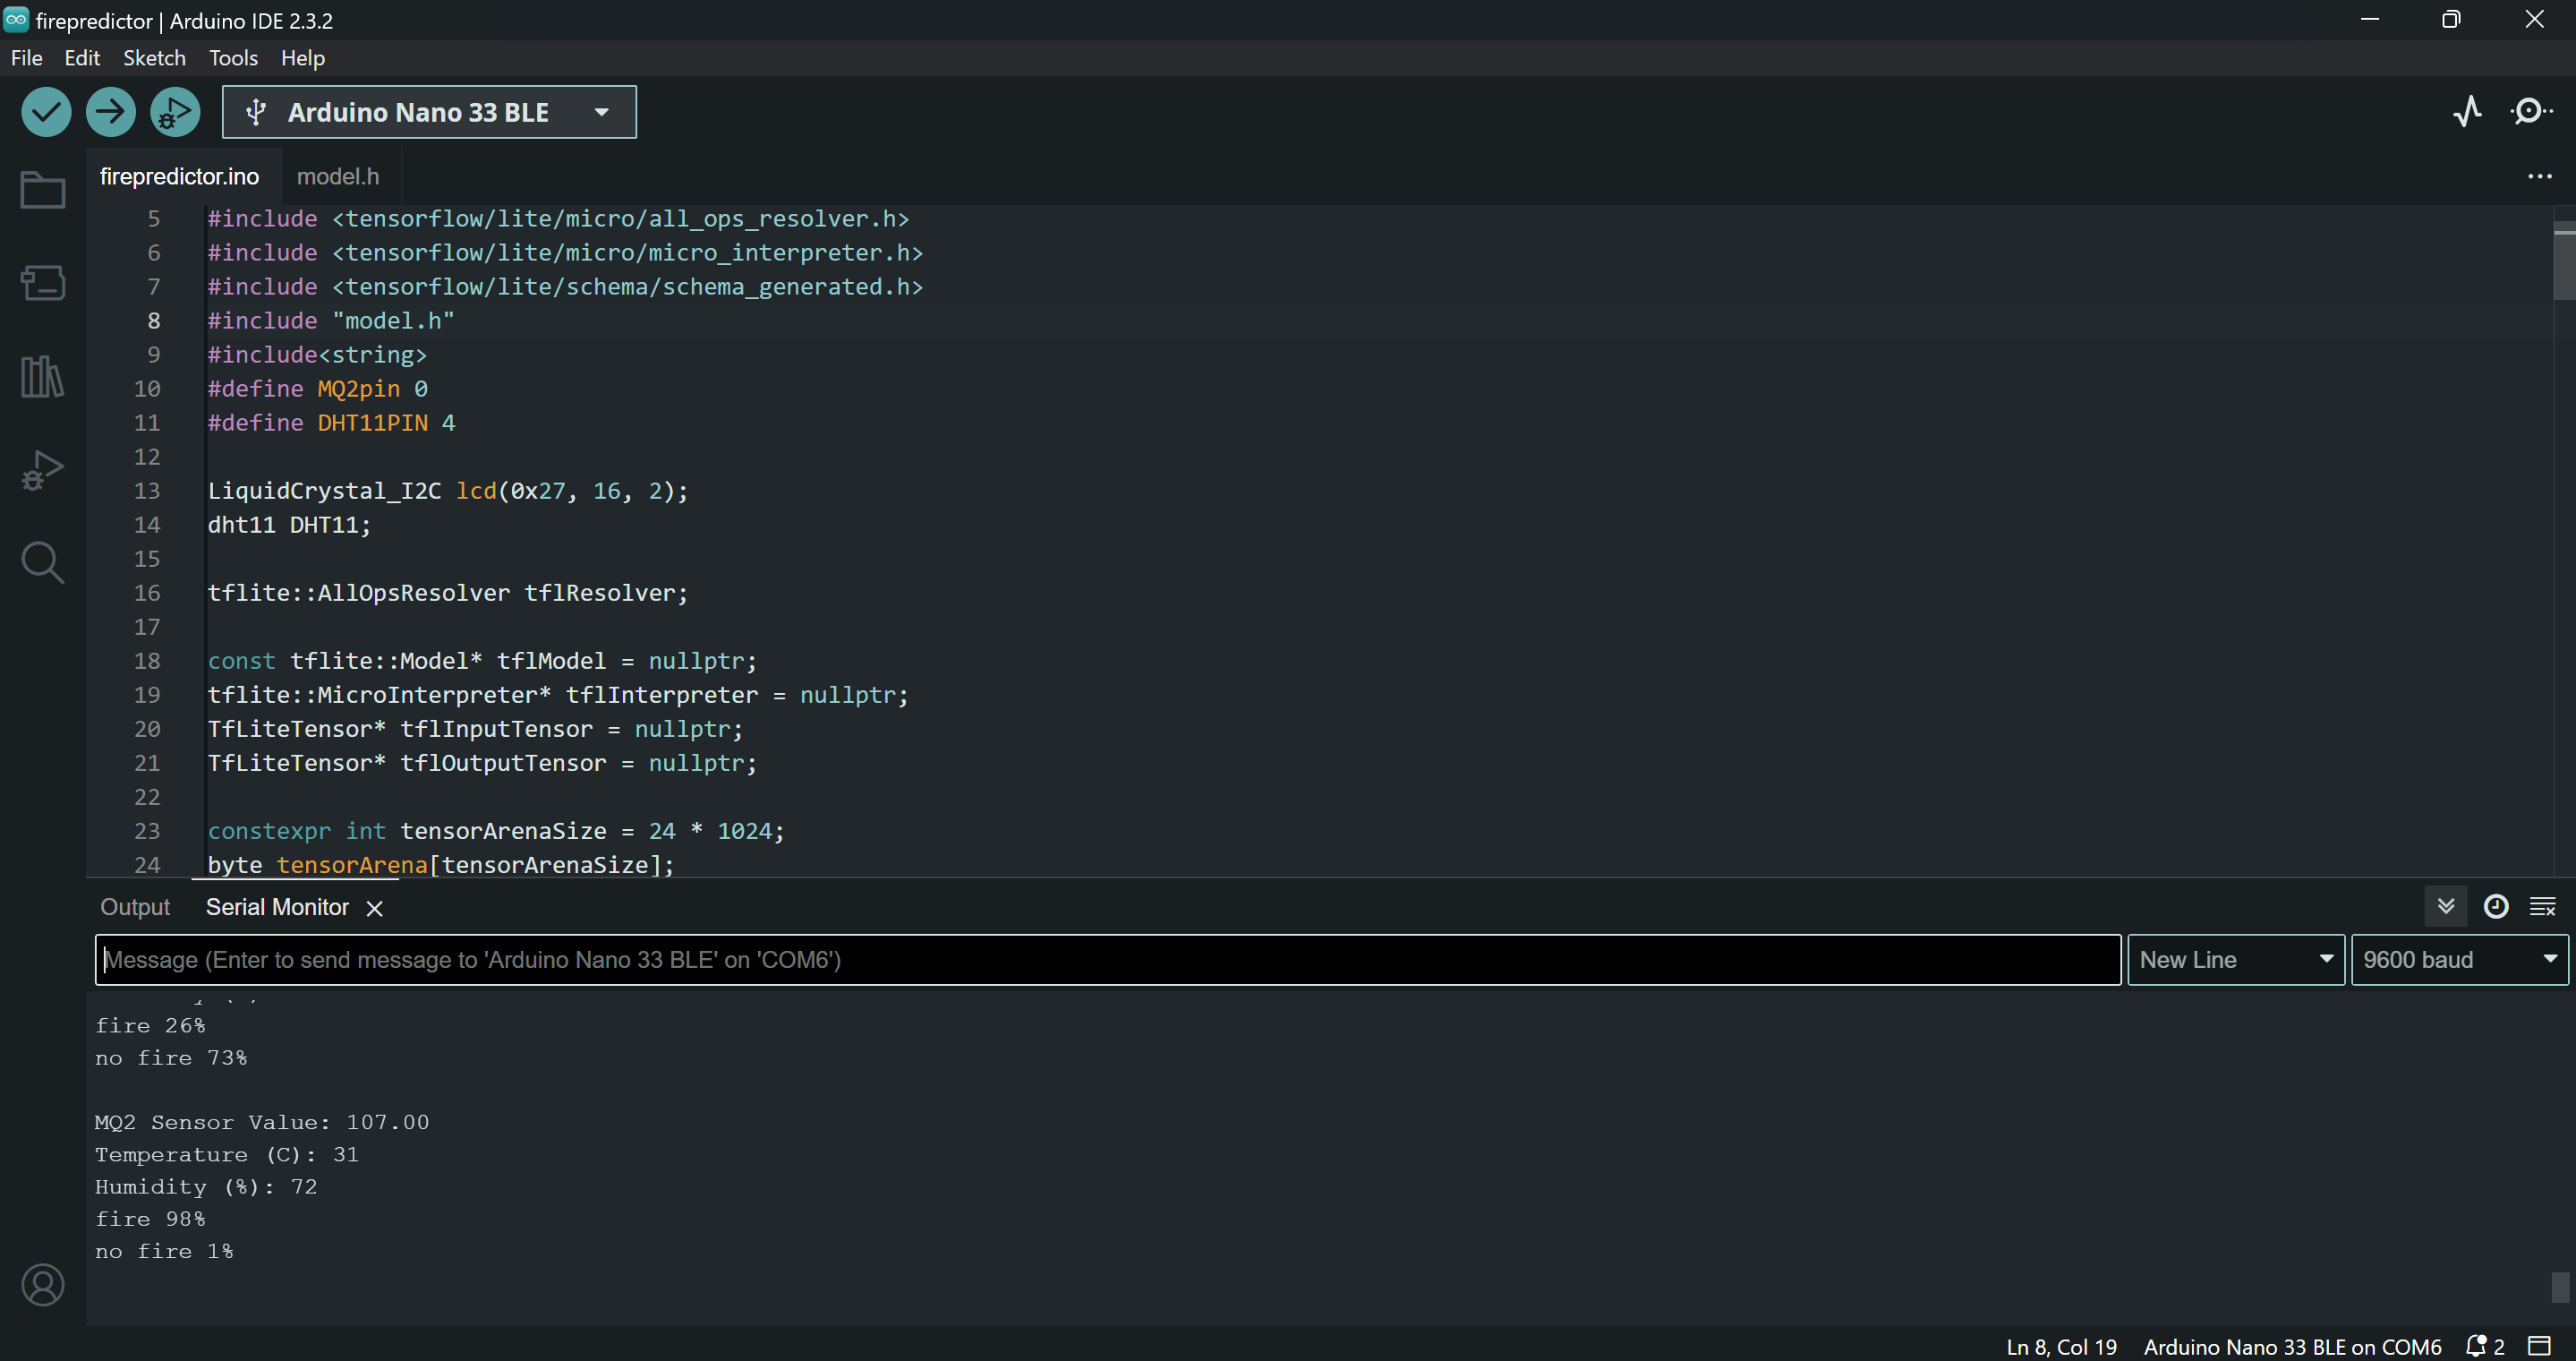 firepredictor | Arduino IDE 2.3.2
File Edit Sketch Tools Help
Arduino Nano 33 BLE
firepredictor.ino model.h
5 #include <tensorflow/lite/micro/all_ops_resolver.h>
6 #include <tensorflow/lite/micro/micro_interpreter.h>
7 #include <tensorflow/lite/schema/schema_generated.h>
8 #include "model.h"
9 #include<string>
10 #define MQ2pin 0
11 #define DHT11PIN 4
12
13 LiquidCrystal_I2C lcd(0x27, 16, 2);
14 dht11 DHT11;
15
16 tflite::AllOpsResolver tflResolver;
17
18 const tflite::Model* tflModel = nullptr;
19 tflite::MicroInterpreter* tflInterpreter = nullptr;
20 TfLiteTensor* tflInputTensor = nullptr;
21 TfLiteTensor* tflOutputTensor = nullptr;
22
23 constexpr int tensorArenaSize = 24 * 1024;
24 byte tensorArena[tensorArenaSize];
Output Serial Monitor
Message (Enter to send message to 'Arduino Nano 33 BLE' on 'COM6') New Line 9600 baud
fire 26%
no fire 73%
MQ2 Sensor Value: 107.00
Temperature (C): 31
Humidity (%): 72
fire 98%
no fire 1%
Ln 8, Col 19 Arduino Nano 33 BLE on COM6 2